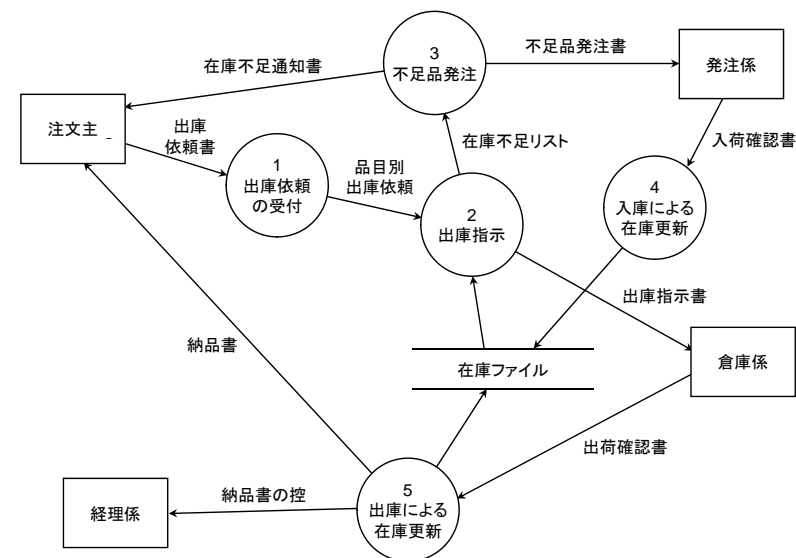 3
不足品発注
在庫不足通知書
不足品発注書
発注係
注文主
出庫
依頼書
1
出庫依頼
の受付
品目別
出庫依頼
在庫不足リスト
2
出庫指示
入荷確認書
4
入庫による
在庫更新
出庫指示書
倉庫係
納品書
在庫ファイル
出荷確認書
経理係
納品書の控
5
出庫による
在庫更新